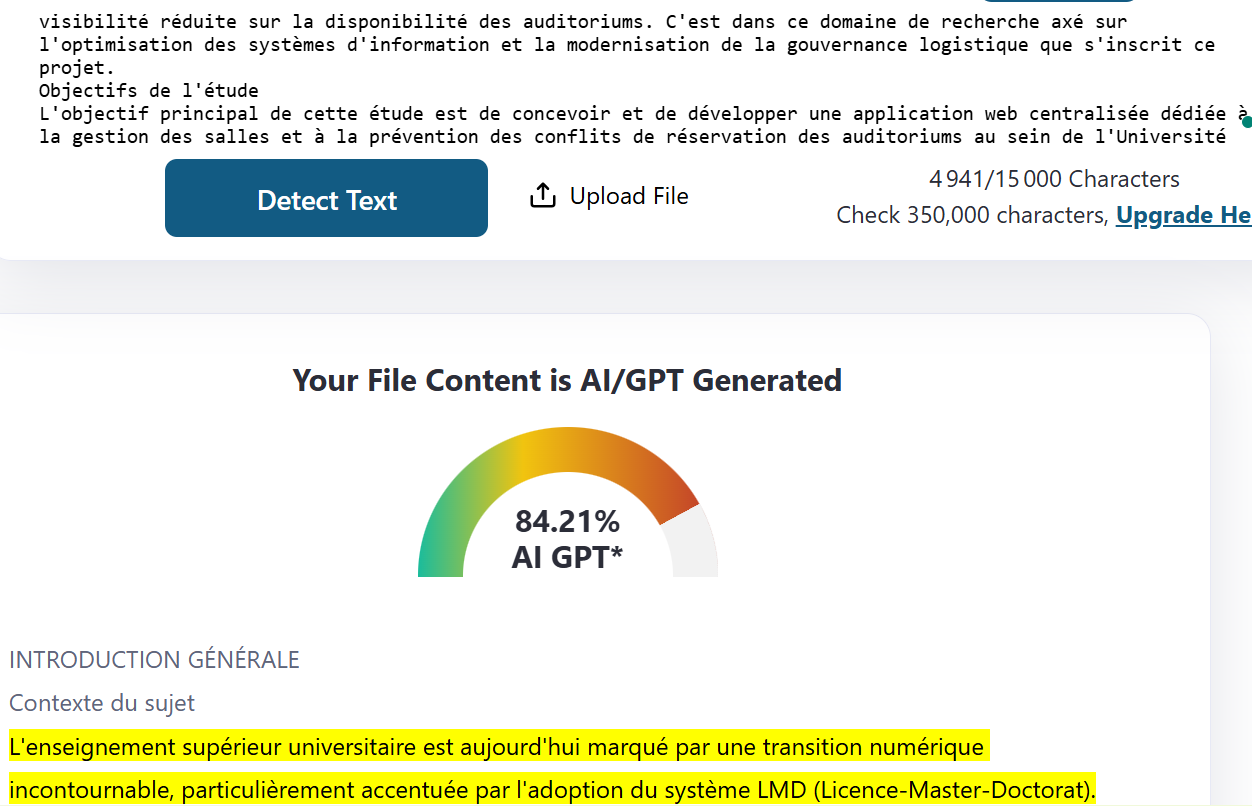 visibilité réduite sur la disponibilité des auditoriums. C'est dans ce domaine de recherche axé sur
l'optimisation des systèmes d'information et la modernisation de la gouvernance logistique que s'inscrit ce
projet.
Objectifs de l'étude
L'objectif principal de cette étude est de concevoir et de développer une application web centralisée dédiée à
la gestion des salles et à la prévention des conflits de réservation des auditoriums au sein de l'Université
Detect Text
Upload File
4 941/15 000 Characters
Check 350,000 characters, Upgrade He
Your File Content is AI/GPT Generated
84.21%
AI GPT*
INTRODUCTION GÉNÉRALE
Contexte du sujet
L'enseignement supérieur universitaire est aujourd'hui marqué par une transition numérique
incontournable, particulièrement accentuée par l'adoption du système LMD (Licence-Master-Doctorat).